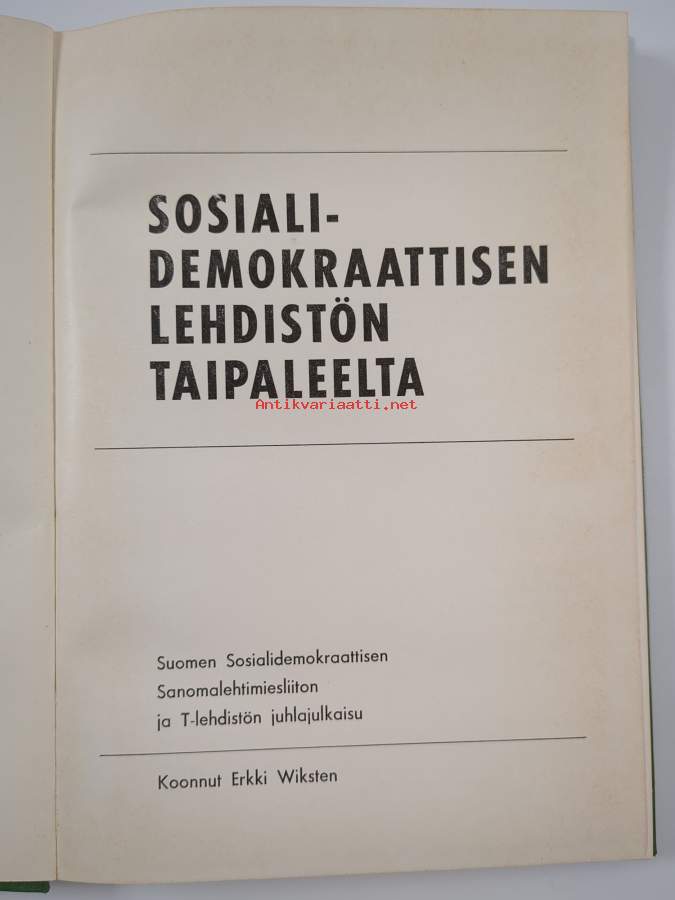 SOSIALI-
DEMOKRAATTISEN
LEHDISTÖN
TAIPALEELTA
Antikvariaatti.net
Suomen Sosialidemokraattisen
Sanomalehtimiesliiton
ja T-lehdistön juhlajulkaisu
Koonnut Erkki Wiksten